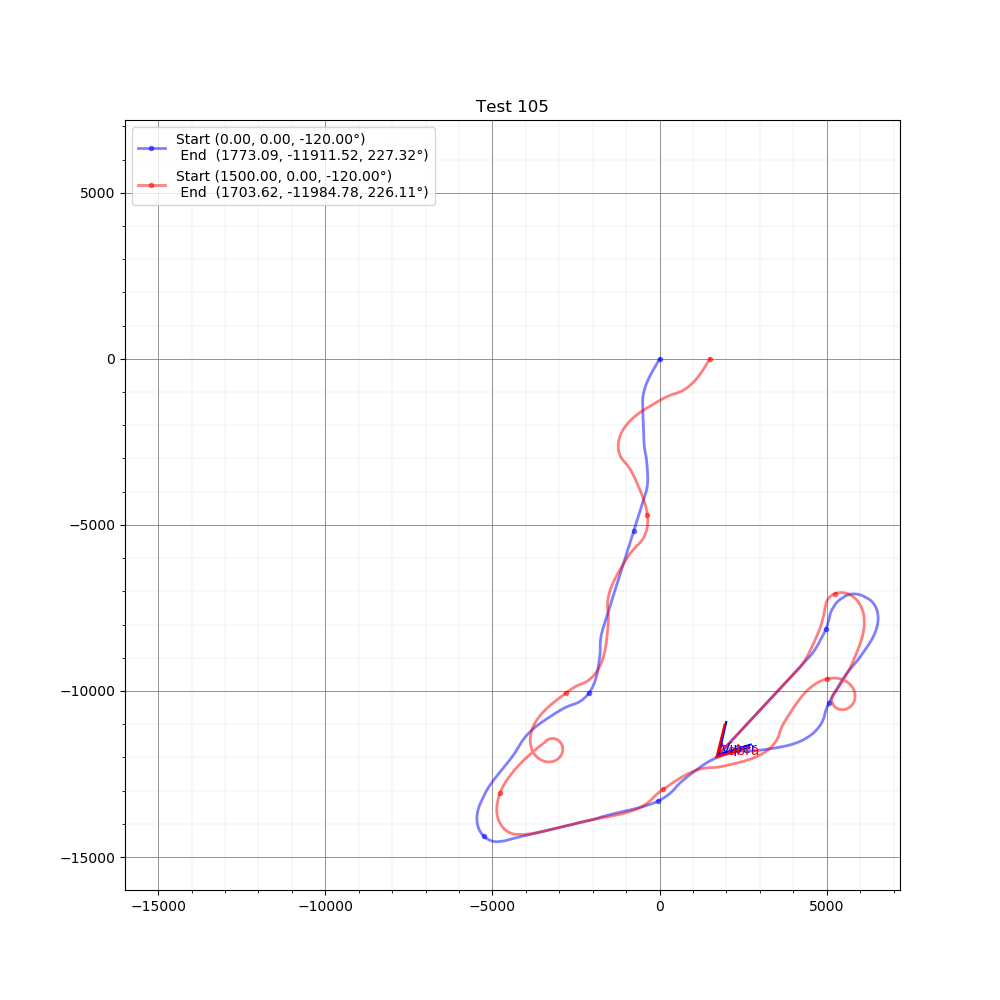 Test 105
Start (0.00, 0.00, -120.00°)
End (1773.09, -11911.52, 227.32°)
Start (1500.00, 0.00, -120.00°)
End (1703.62, -11984.78, 226.11°)
5000
0
−5000
−10000
−15000
−15000
−10000
−5000
0
5000